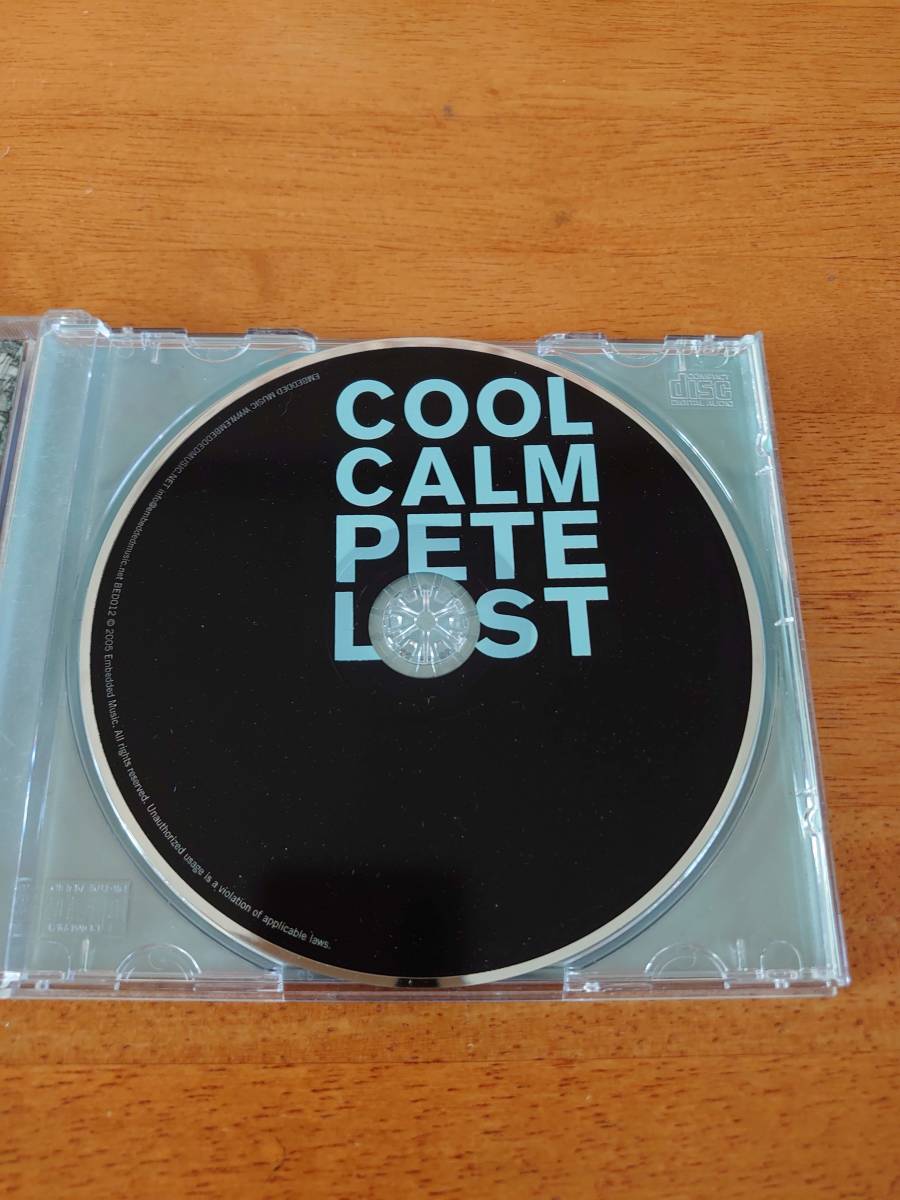 COOL
CALM
PETE
L ST
EMBEDDED MUSIC WWW.EMBEDDEDMUSIC.NET info@embeddedmusic.net BED012 © 2005 Embedded Music. All rights reserved. Unauthorized usage is a violation of applicable laws.
COMPACT
disc
DIGITAL AUDIO